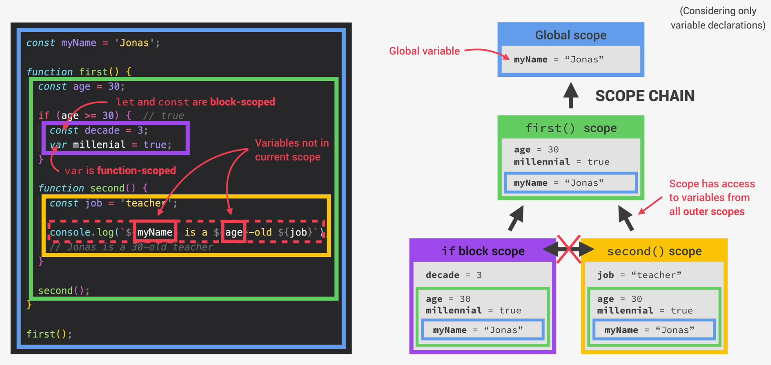 (Considering only
variable declarations)
const myName = 'Jonas';
function first() {
const age = 30;
let and const are block-scoped
if (age >= 30) { // true
const decade = 3;
var millenial = true;
}
var is function-scoped
Variables not in
current scope
function second() {
const job = 'teacher';
console.log(`${myName} is a ${age}-old ${job}`)
// Jonas is a 30-old teacher
}
second();
}
first();
Global scope
Global variable
myName = “Jonas”
SCOPE CHAIN
first() scope
age = 30
millennial = true
myName = “Jonas”
Scope has access
to variables from
all outer scopes
if block scope
decade = 3
age = 30
millennial = true
myName = “Jonas”
second() scope
job = “teacher”
age = 30
millennial = true
myName = “Jonas”